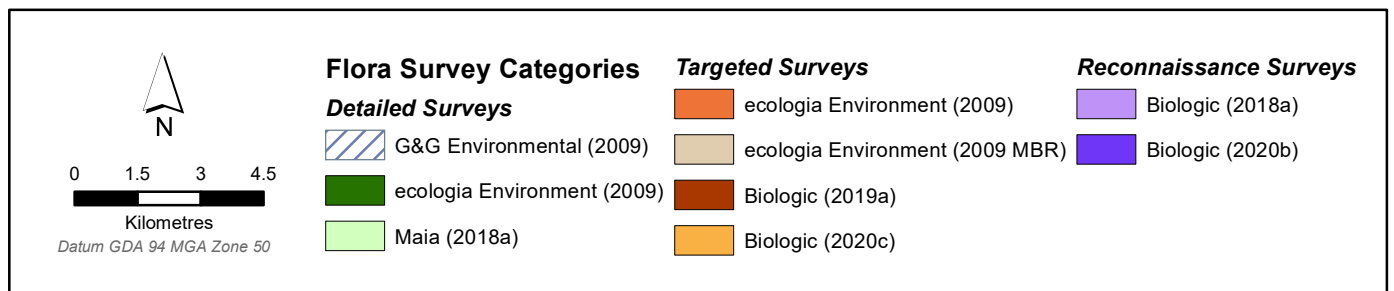 N
0 1.5 3 4.5
Kilometres
Datum GDA 94 MGA Zone 50
Flora Survey Categories
Detailed Surveys
G&G Environmental (2009)
ecologia Environment (2009)
Maia (2018a)
Targeted Surveys
ecologia Environment (2009)
ecologia Environment (2009 MBR)
Biologic (2019a)
Biologic (2020c)
Reconnaissance Surveys
Biologic (2018a)
Biologic (2020b)